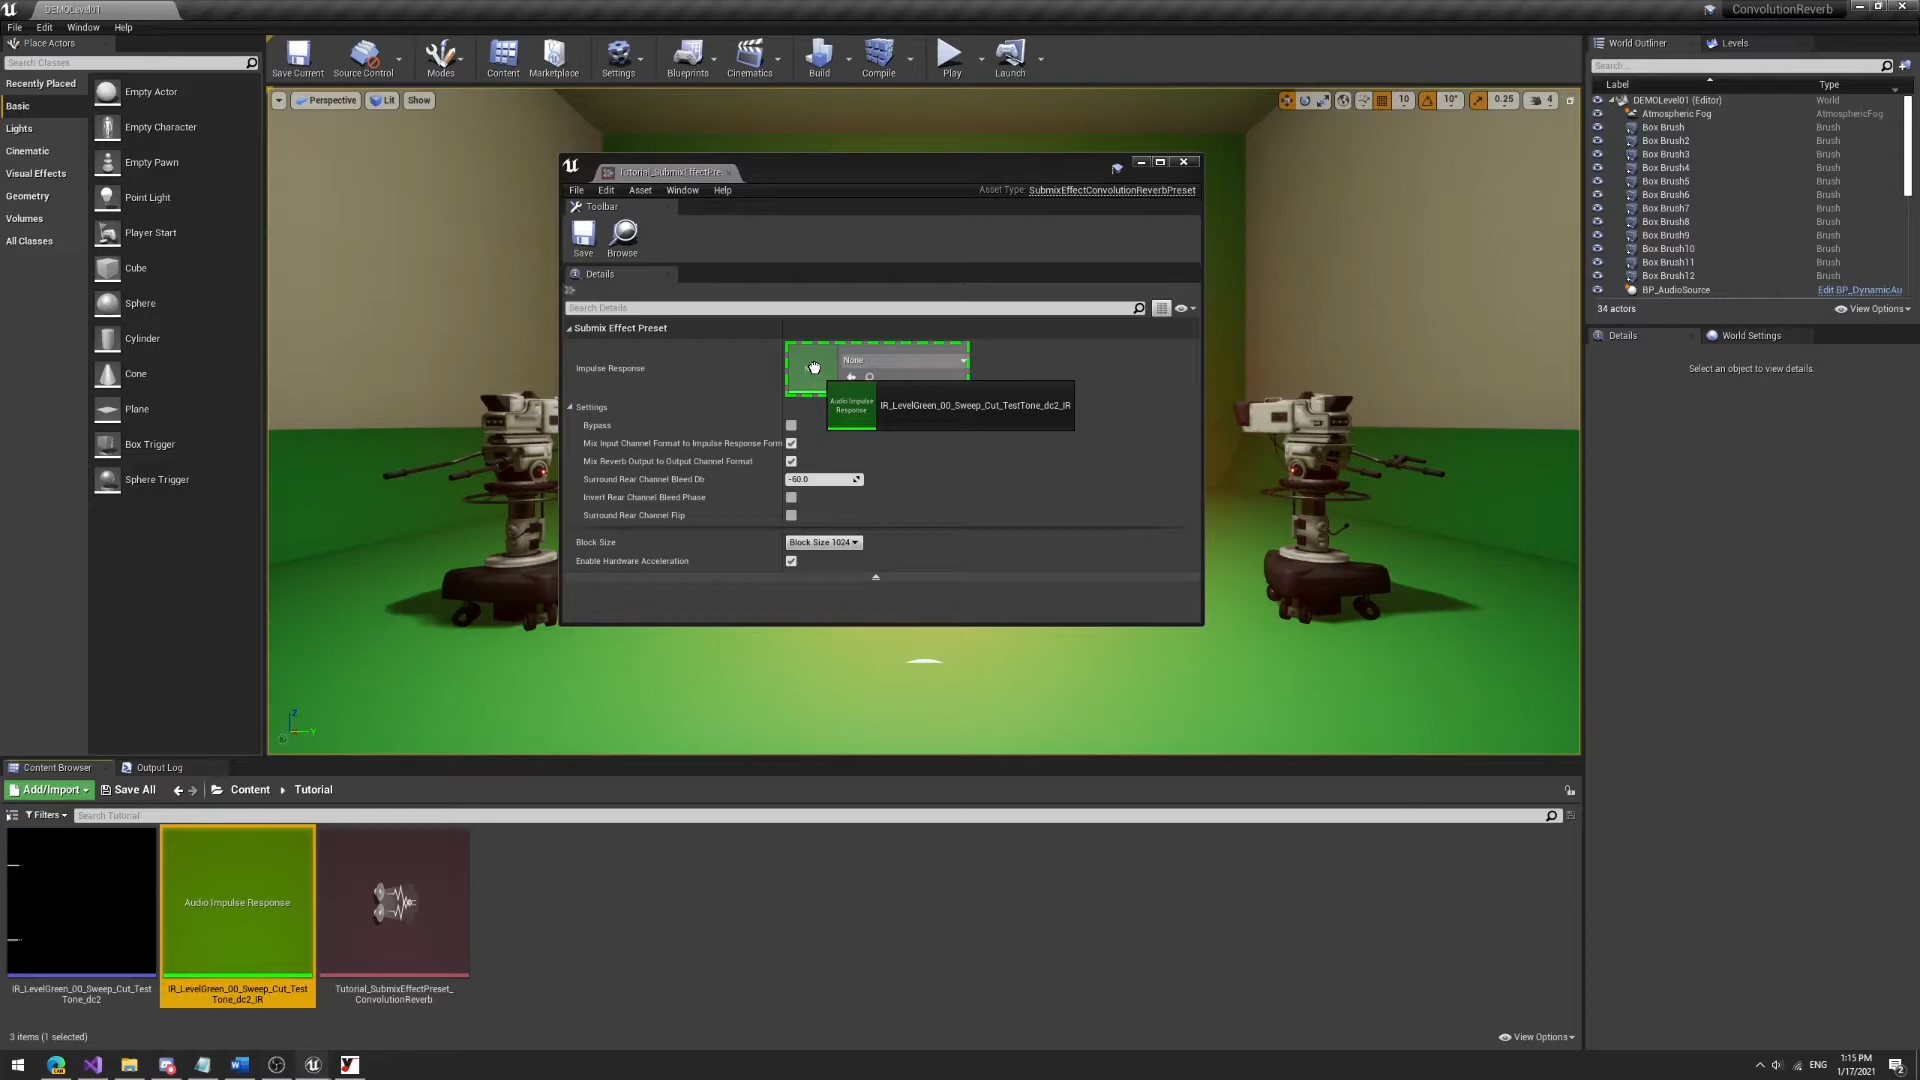 DEMOLevel01
ConvolutionReverb
File Edit Window Help
Place Actors
Search Classes
Recently Placed
Basic
Lights
Cinematic
Visual Effects
Geometry
Volumes
All Classes
Empty Actor
Empty Character
Empty Pawn
Point Light
Player Start
Cube
Sphere
Cylinder
Cone
Plane
Box Trigger
Sphere Trigger
Save Current
Source Control
Modes
Content
Marketplace
Settings
Blueprints
Cinematics
Build
Compile
Play
Launch
Perspective
Lit
Show
10
10°
0.25
4
Tutorial_SubmixEffectPre
File Edit Asset Window Help
Asset Type: SubmixEffectConvolutionReverbPreset
Toolbar
Save
Browse
Details
Search Details
Submix Effect Preset
Impulse Response
None
Audio Impulse
Response
IR_LevelGreen_00_Sweep_Cut_TestTone_dc2_IR
Settings
Bypass
Mix Input Channel Format to Impulse Response Form
Mix Reverb Output to Output Channel Format
Surround Rear Channel Bleed Db
-60.0
Invert Rear Channel Bleed Phase
Surround Rear Channel Flip
Block Size
Block Size 1024
Enable Hardware Acceleration
Z
Y
World Outliner
Levels
Search...
Label Type
DEMOLevel01 (Editor) World
Atmospheric Fog AtmosphericFog
Box Brush Brush
Box Brush2 Brush
Box Brush3 Brush
Box Brush4 Brush
Box Brush5 Brush
Box Brush6 Brush
Box Brush7 Brush
Box Brush8 Brush
Box Brush9 Brush
Box Brush10 Brush
Box Brush11 Brush
Box Brush12 Brush
BP_AudioSource Edit BP_DynamicAu
34 actors
View Options
Details
World Settings
Select an object to view details.
Content Browser
Output Log
Add/Import
Save All
Content
Tutorial
Filters
Search Tutorial
Audio Impulse Response
IR_LevelGreen_00_Sweep_Cut_Test
Tone_dc2
IR_LevelGreen_00_Sweep_Cut_Test
Tone_dc2_IR
Tutorial_SubmixEffectPreset_
ConvolutionReverb
3 items (1 selected)
View Options
ENG
1:15 PM
1/17/2021